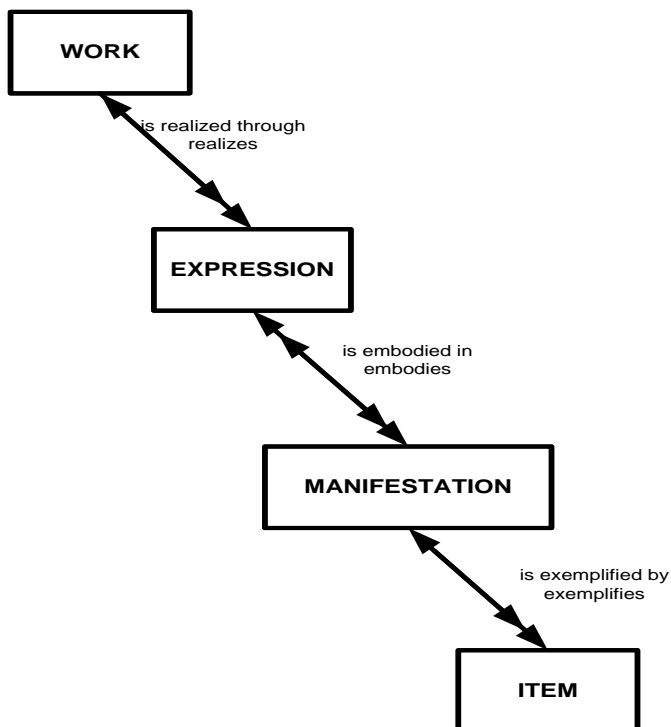 WORK
is realized through
realizes
EXPRESSION
is embodied in
embodies
MANIFESTATION
is exemplified by
exemplifies
ITEM